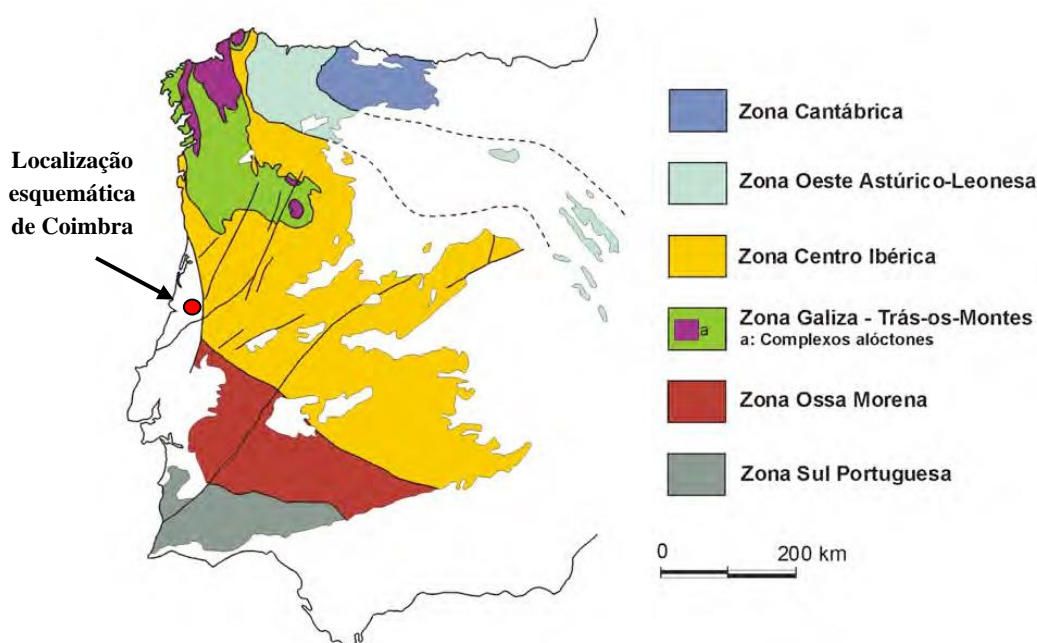 Localização
esquemática
de Coimbra
Zona Cantábrica
Zona Oeste Astúrico-Leonesa
Zona Centro Ibérica
a
Zona Galiza - Trás-os-Montes
a: Complexos alóctones
Zona Ossa Morena
Zona Sul Portuguesa
0 200 km